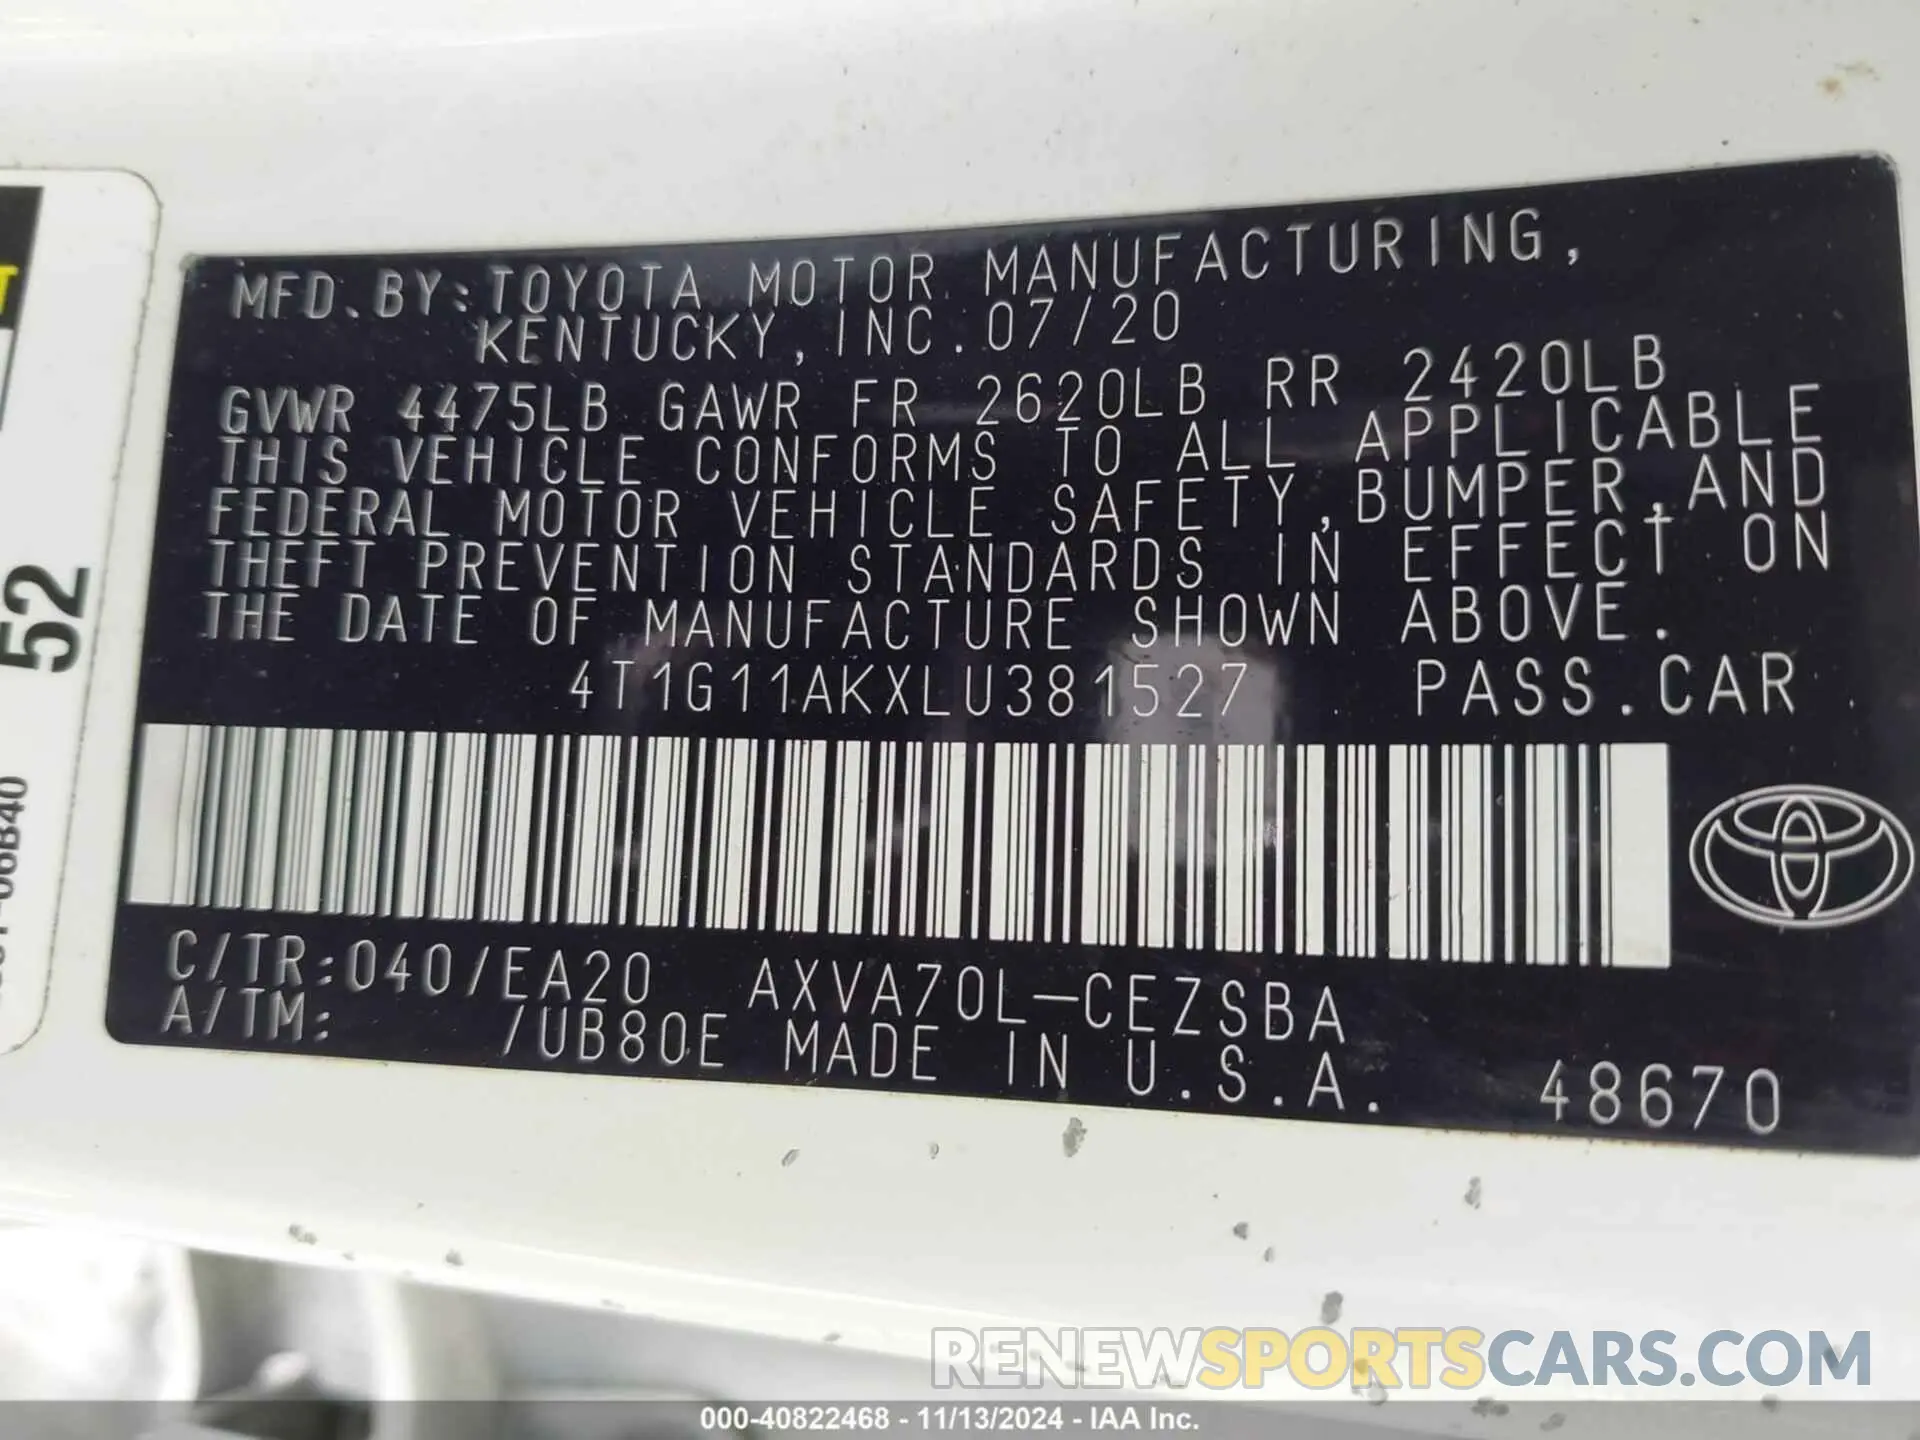 MFD.BY:TOYOTA MOTOR MANUFACTURING,
KENTUCKY, INC. 07/20
GVWR 4475LB GAWR FR 2620LB RR 2420LB
THIS VEHICLE CONFORMS TO ALL APPLICABLE
FEDERAL MOTOR VEHICLE SAFETY,BUMPER,AND
THEFT PREVENTION STANDARDS IN EFFECT ON
THE DATE OF MANUFACTURE SHOWN ABOVE.
4T1G11AKXLU381527 PASS.CAR
C/TR:040/EA20 AXVA70L-CEZSBA
A/TM: /UB80E MADE IN U.S.A. 48670
52
06B40
RENEWSPORTSCARS.COM
000-40822468 - 11/13/2024 - IAA Inc.